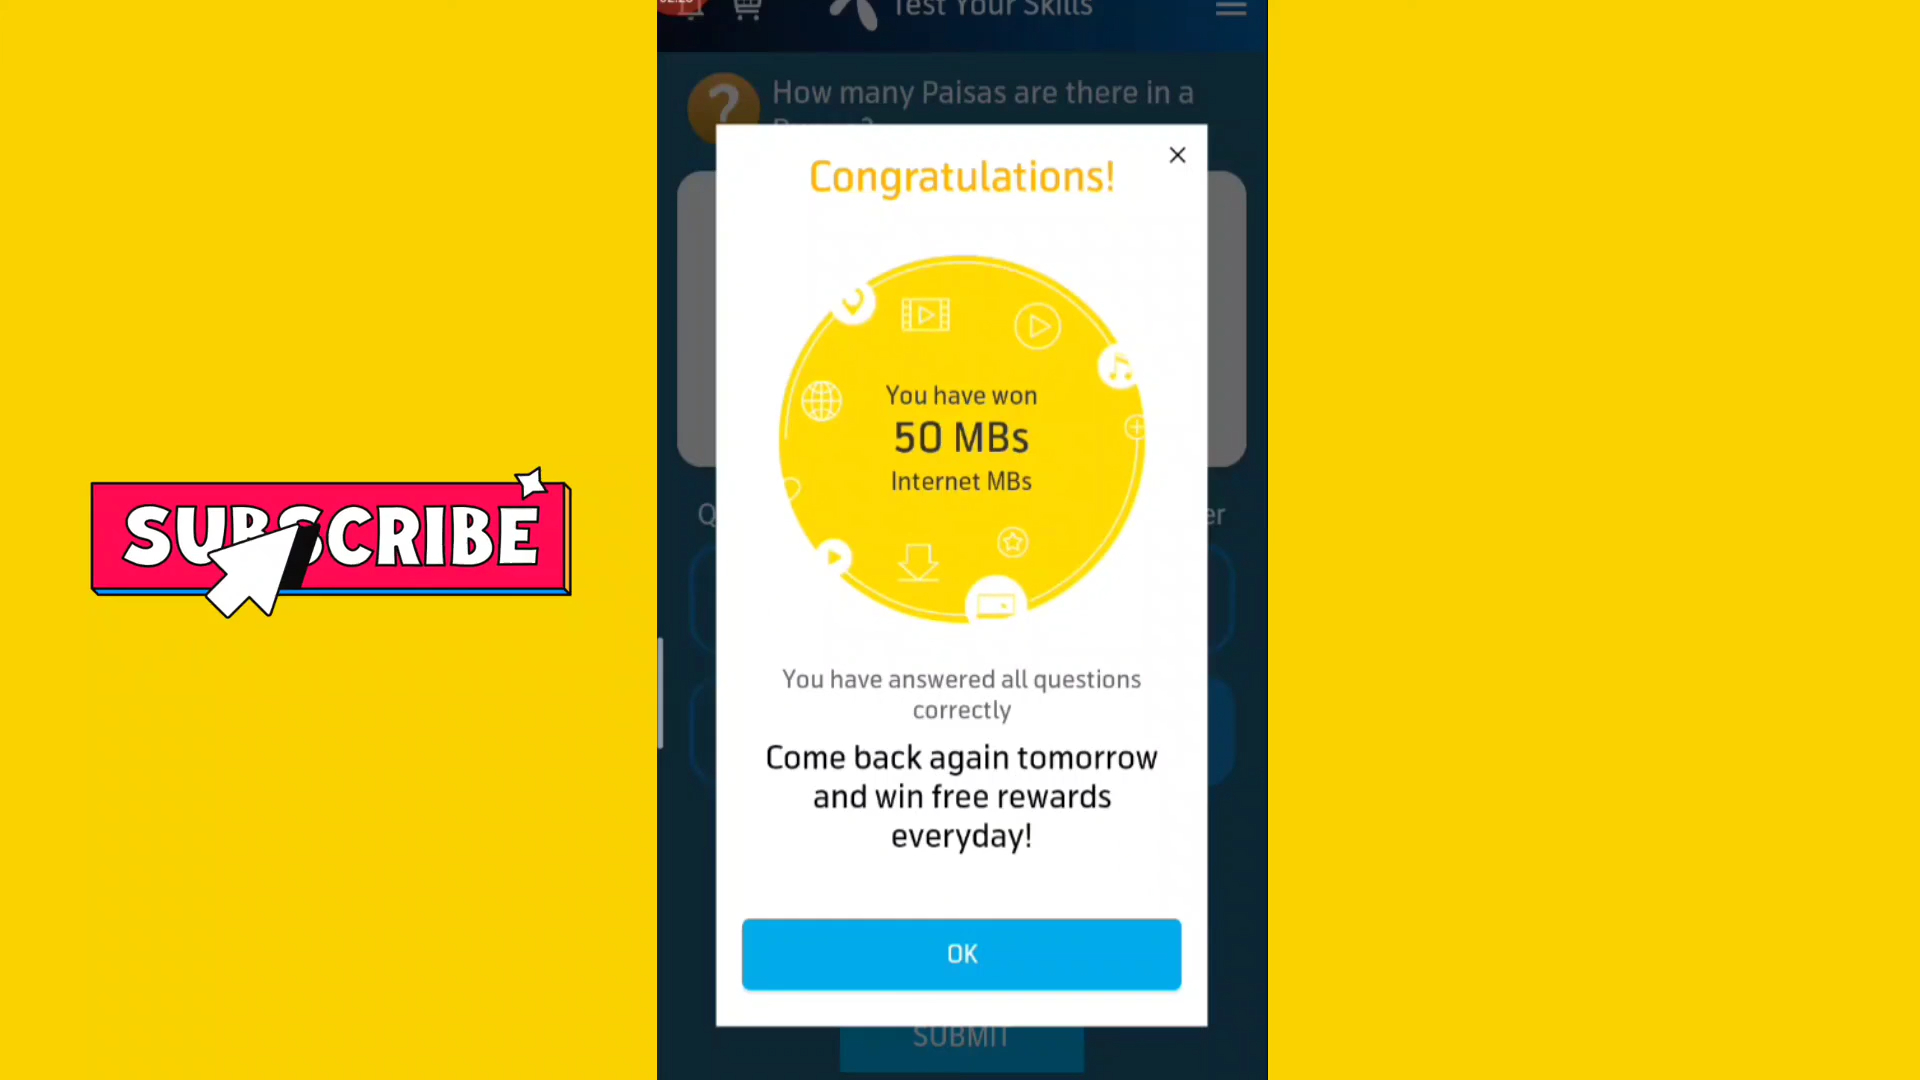 Test Your Skills
How many Paisas are there in a
Congratulations!
You have won
50 MBs
Internet MBs
SUBSCRIBE
You have answered all questions
correctly
Come back again tomorrow
and win free rewards
everyday!
OK
SUBMIT